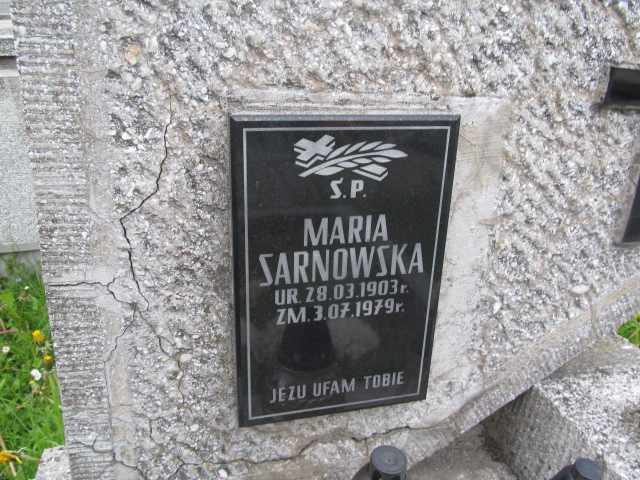 Ś.P.
MARIA
SARNOWSKA
UR. 28.03.1903r.
ZM. 3.07.1979r.
JEZU UFAM TOBIE